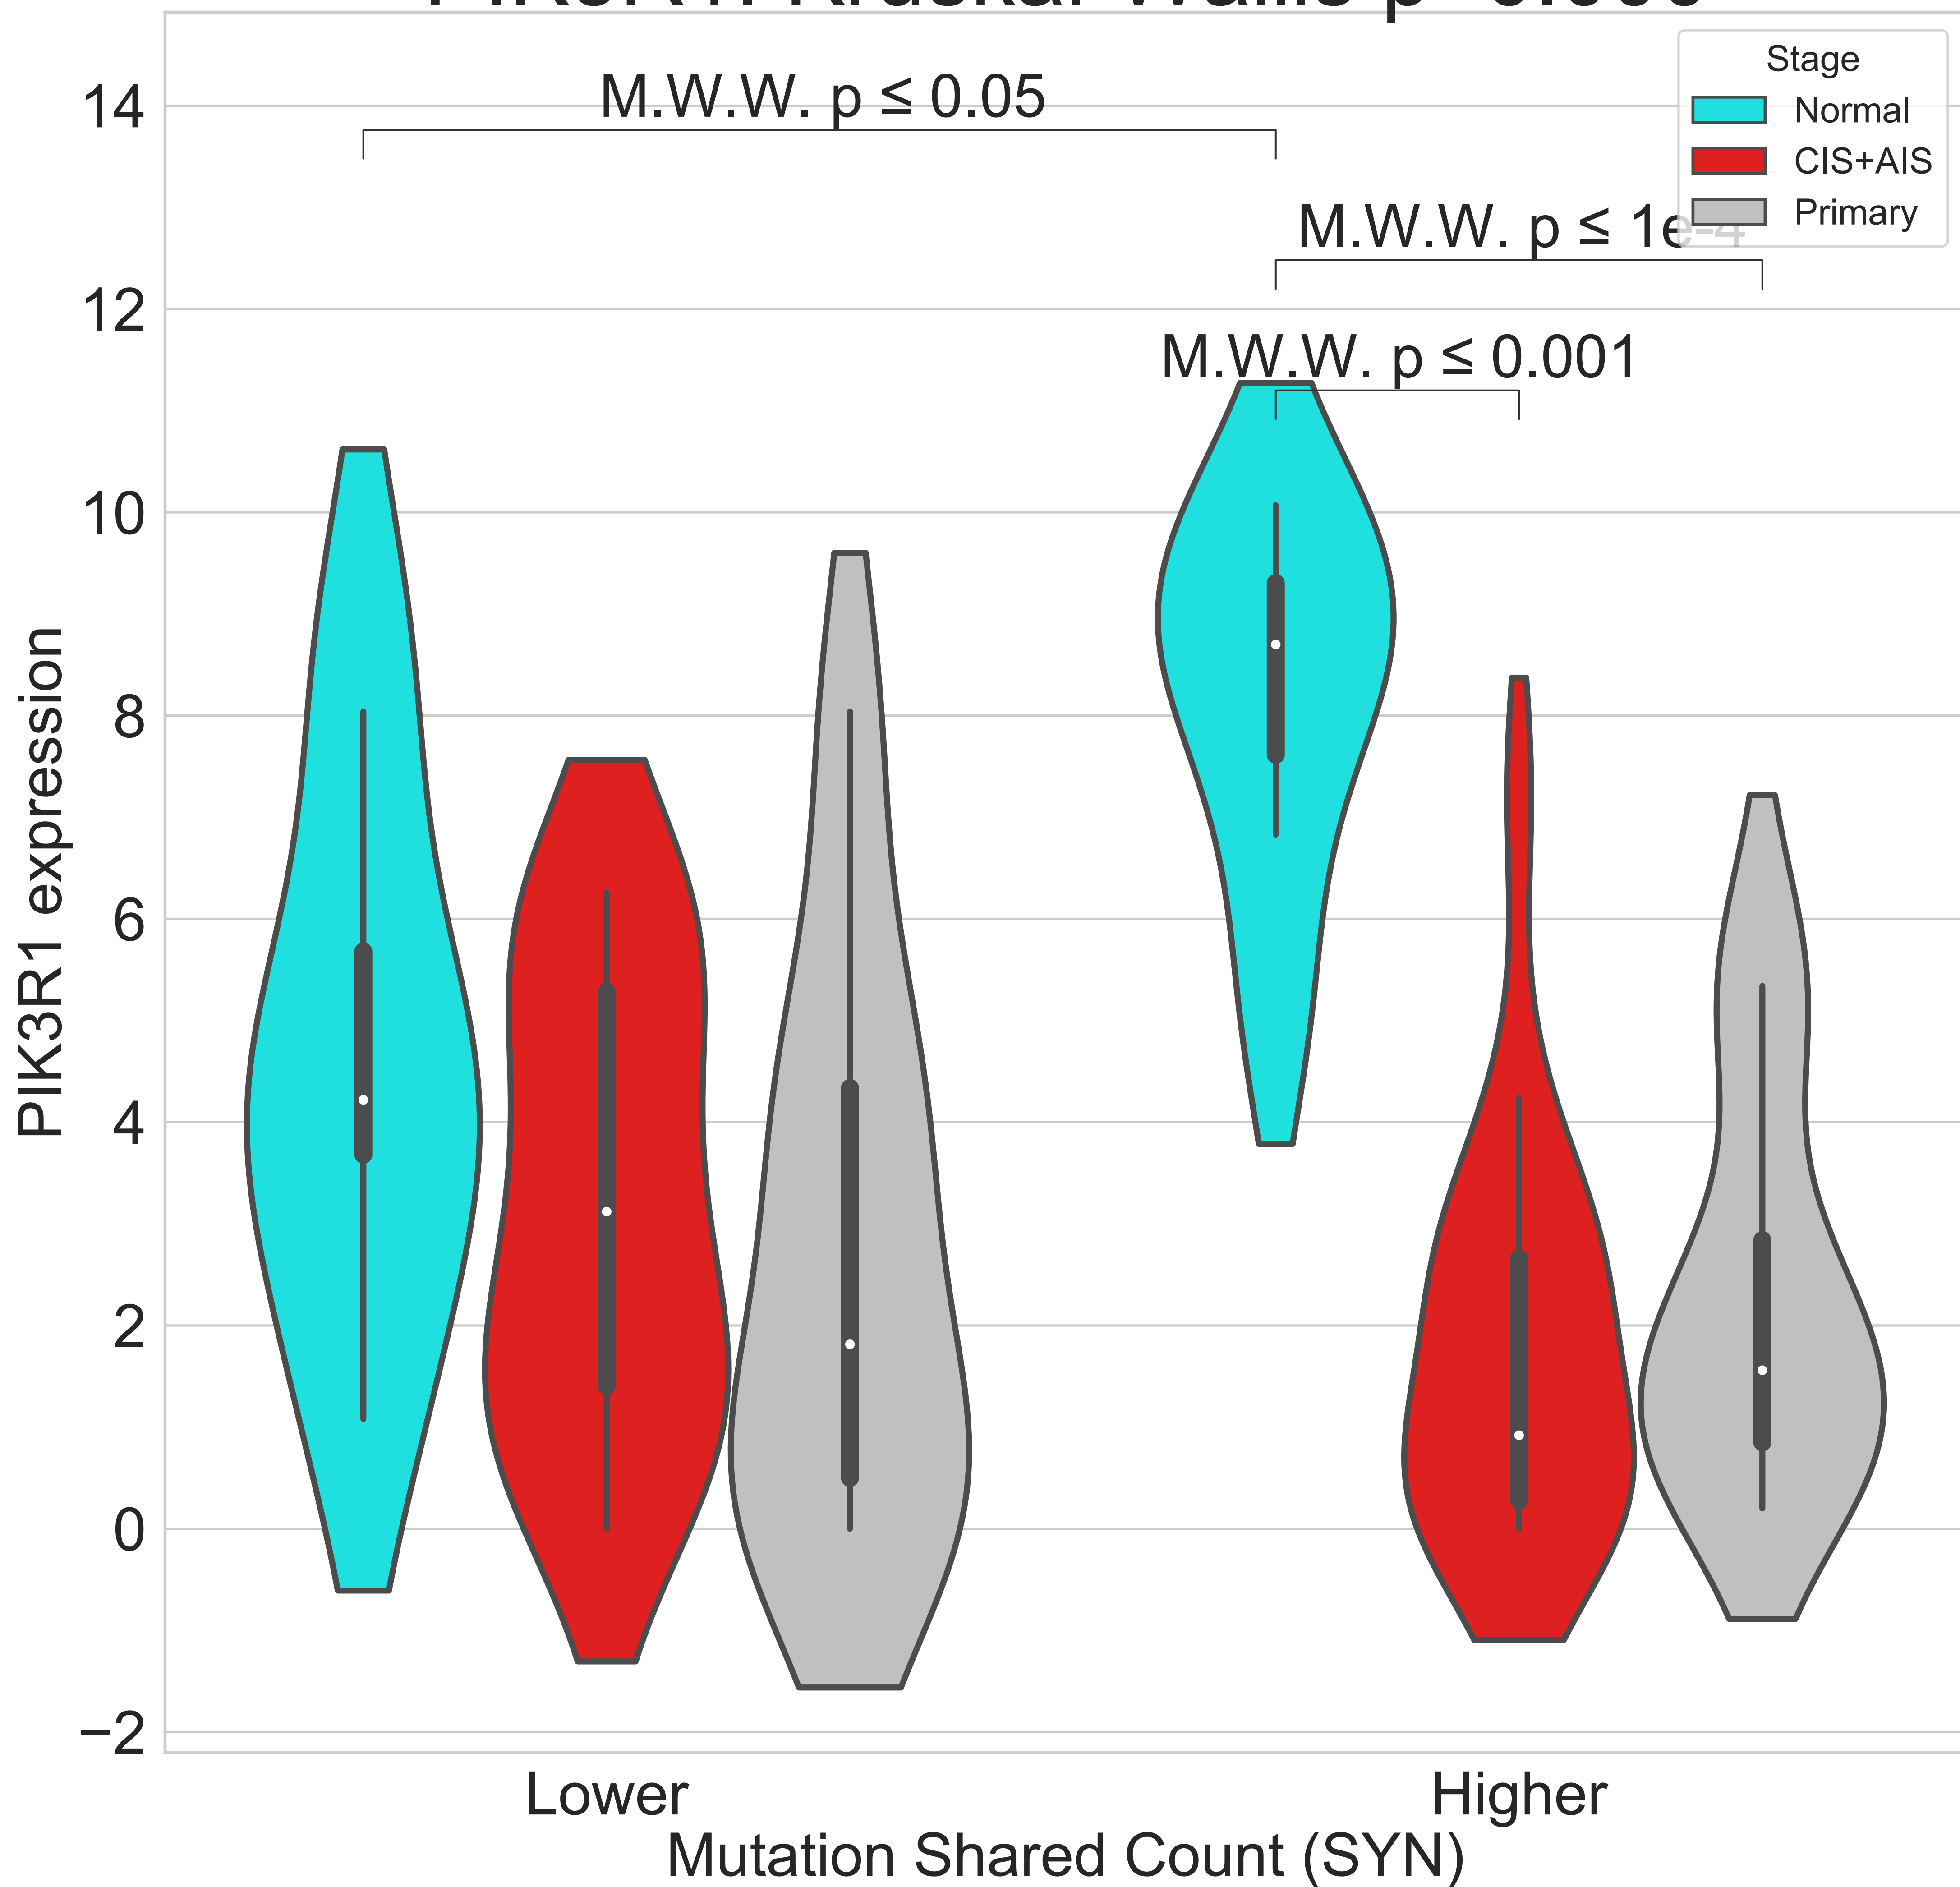 14
12
10
8
6
4
2
0
−2
PIK3R1 expression
M.W.W. p ≤ 0.05
M.W.W. p ≤ 1e-4
M.W.W. p ≤ 0.001
Stage
Normal
CIS+AIS
Primary
Lower
Higher
Mutation Shared Count (SYN)